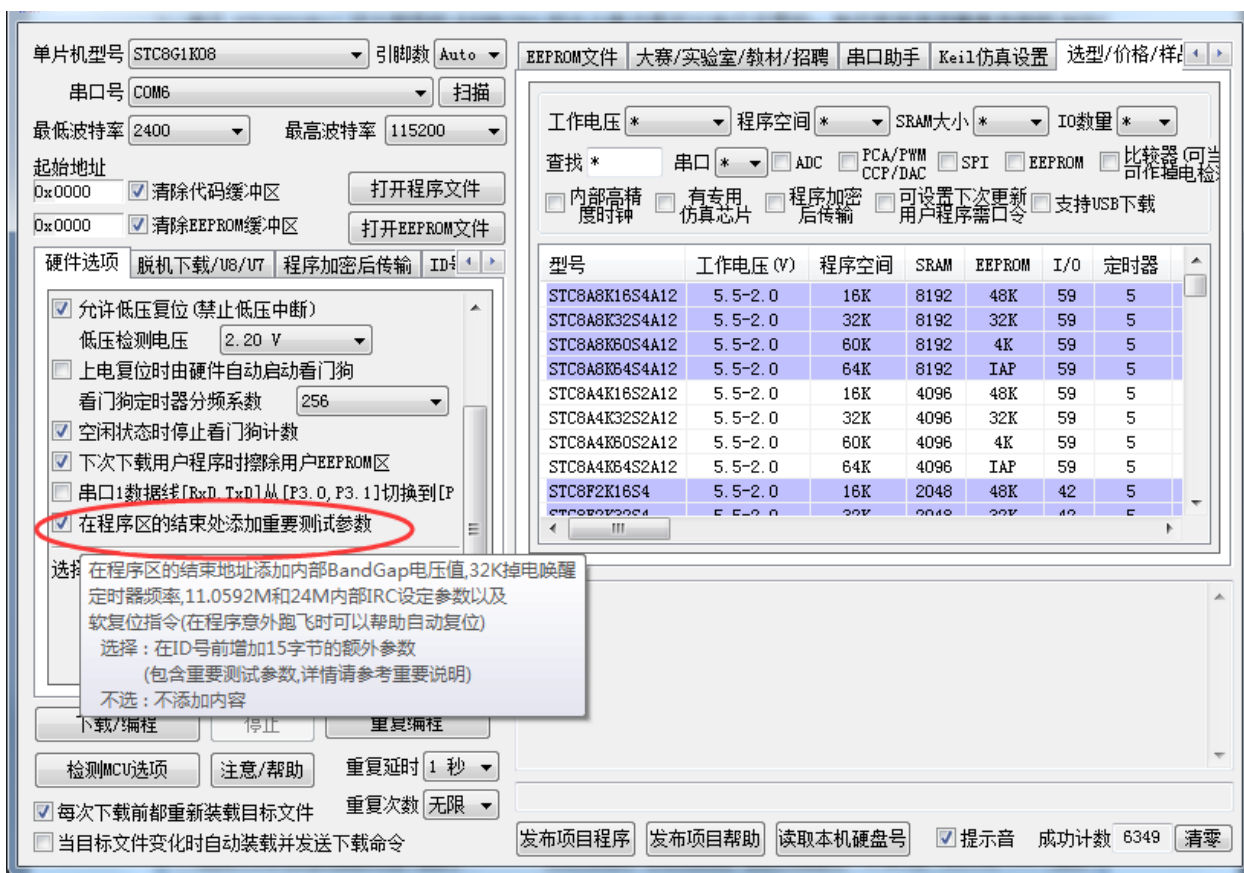 单片机型号 STC8G1K08 引脚数 Auto
串口号 COM6 扫描
最低波特率 2400 最高波特率 115200
起始地址
0x0000 清除代码缓冲区 打开程序文件
0x0000 清除EEPROM缓冲区 打开EEPROM文件
硬件选项 脱机下载/U8/U7 程序加密后传输
允许低压复位(禁止低压中断)
低压检测电压 2.20 V
上电复位时由硬件自动启动看门狗
看门狗定时器分频系数 256
空闲状态时停止看门狗计数
下次下载用户程序时擦除用户EEPROM区
串口1数据线[RxD,TxD]从[P3.0,P3.1]切换到[P
在程序区的结束处添加重要测试参数
在程序区的结束地址添加内部BandGap电压值,32K掉电唤醒
定时器频率,11.0592M和24M内部IRC设定参数以及
软复位指令(在程序意外跑飞时可以帮助自动复位)
选择：在ID号前增加15字节的额外参数
(包含重要测试参数,详情请参考重要说明)
不选：不添加内容
下载/编程 停止 重复编程
检测MCU选项 注意/帮助 重复延时 1 秒
每次下载前都重新装载目标文件 重复次数 无限
当目标文件变化时自动装载并发送下载命令
EEPROM文件 大赛/实验室/教材/招聘 串口助手 Keil仿真设置 选型/价格/样
工作电压 * 程序空间 * SRAM大小 * IO数量 *
查找 * 串口 * ADC PCA/PWM CCP/DAC SPI EEPROM 比较器(可当 可作掉电检
内部高精度时钟 有专用仿真芯片 程序加密后传输 可设置下次更新用户程序需口令 支持USB下载
型号 工作电压(V) 程序空间 SRAM EEPROM I/O 定时器
STC8A8K16S4A12 5.5-2.0 16K 8192 48K 59 5
STC8A8K32S4A12 5.5-2.0 32K 8192 32K 59 5
STC8A8K60S4A12 5.5-2.0 60K 8192 4K 59 5
STC8A8K64S4A12 5.5-2.0 64K 8192 IAP 59 5
STC8A4K16S2A12 5.5-2.0 16K 4096 48K 59 5
STC8A4K32S2A12 5.5-2.0 32K 4096 32K 59 5
STC8A4K60S2A12 5.5-2.0 60K 4096 4K 59 5
STC8A4K64S2A12 5.5-2.0 64K 4096 IAP 59 5
STC8F2K16S4 5.5-2.0 16K 2048 48K 42 5
STC8F2K32S4 5.5-2.0 32K 2048 32K 42 5
发布项目程序 发布项目帮助 读取本机硬盘号 提示音 成功计数 6349 清零